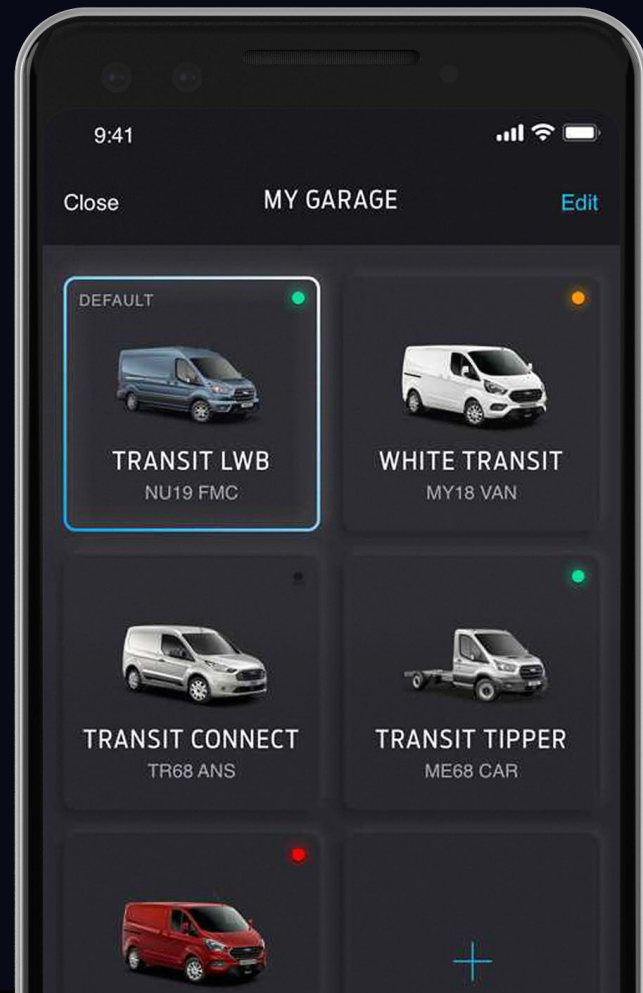 9:41
Close MY GARAGE Edit
DEFAULT
TRANSIT LWB
NU19 FMC
WHITE TRANSIT
MY18 VAN
TRANSIT CONNECT
TR68 ANS
TRANSIT TIPPER
ME68 CAR